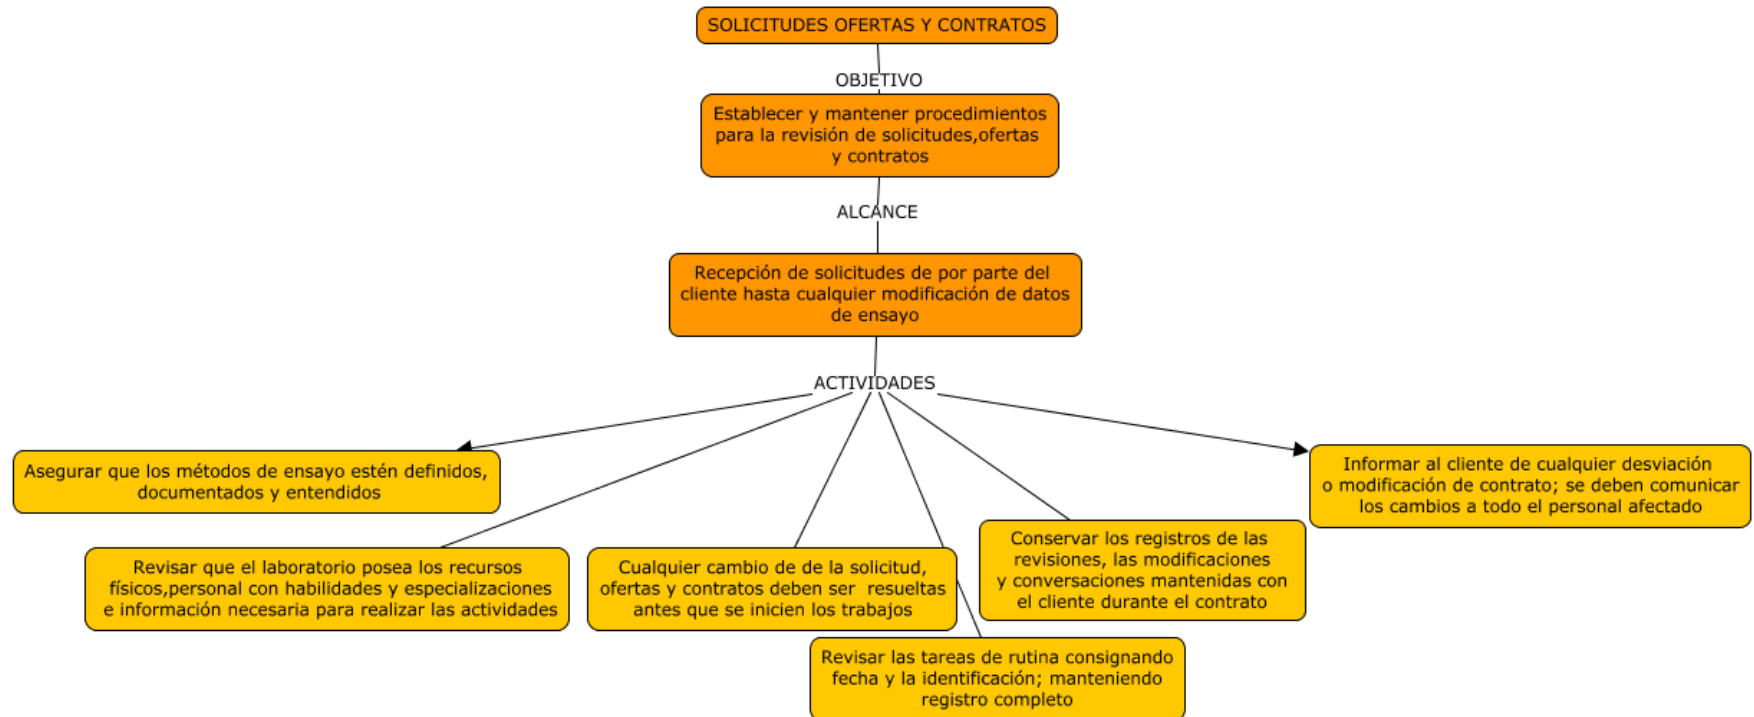 SOLICITUDES OFERTAS Y CONTRATOS
OBJETIVO
Establecer y mantener procedimientos
para la revisión de solicitudes,ofertas
y contratos
ALCANCE
Recepción de solicitudes de por parte del
cliente hasta cualquier modificación de datos
de ensayo
ACTIVIDADES
Asegurar que los métodos de ensayo estén definidos,
documentados y entendidos
Revisar que el laboratorio posea los recursos
físicos,personal con habilidades y especializaciones
e información necesaria para realizar las actividades
Cualquier cambio de de la solicitud,
ofertas y contratos deben ser  resueltas
antes que se inicien los trabajos
Revisar las tareas de rutina consignando
fecha y la identificación; manteniendo
registro completo
Conservar los registros de las
revisiones, las modificaciones
y conversaciones mantenidas con
el cliente durante el contrato
Informar al cliente de cualquier desviación
o modificación de contrato; se deben comunicar
los cambios a todo el personal afectado